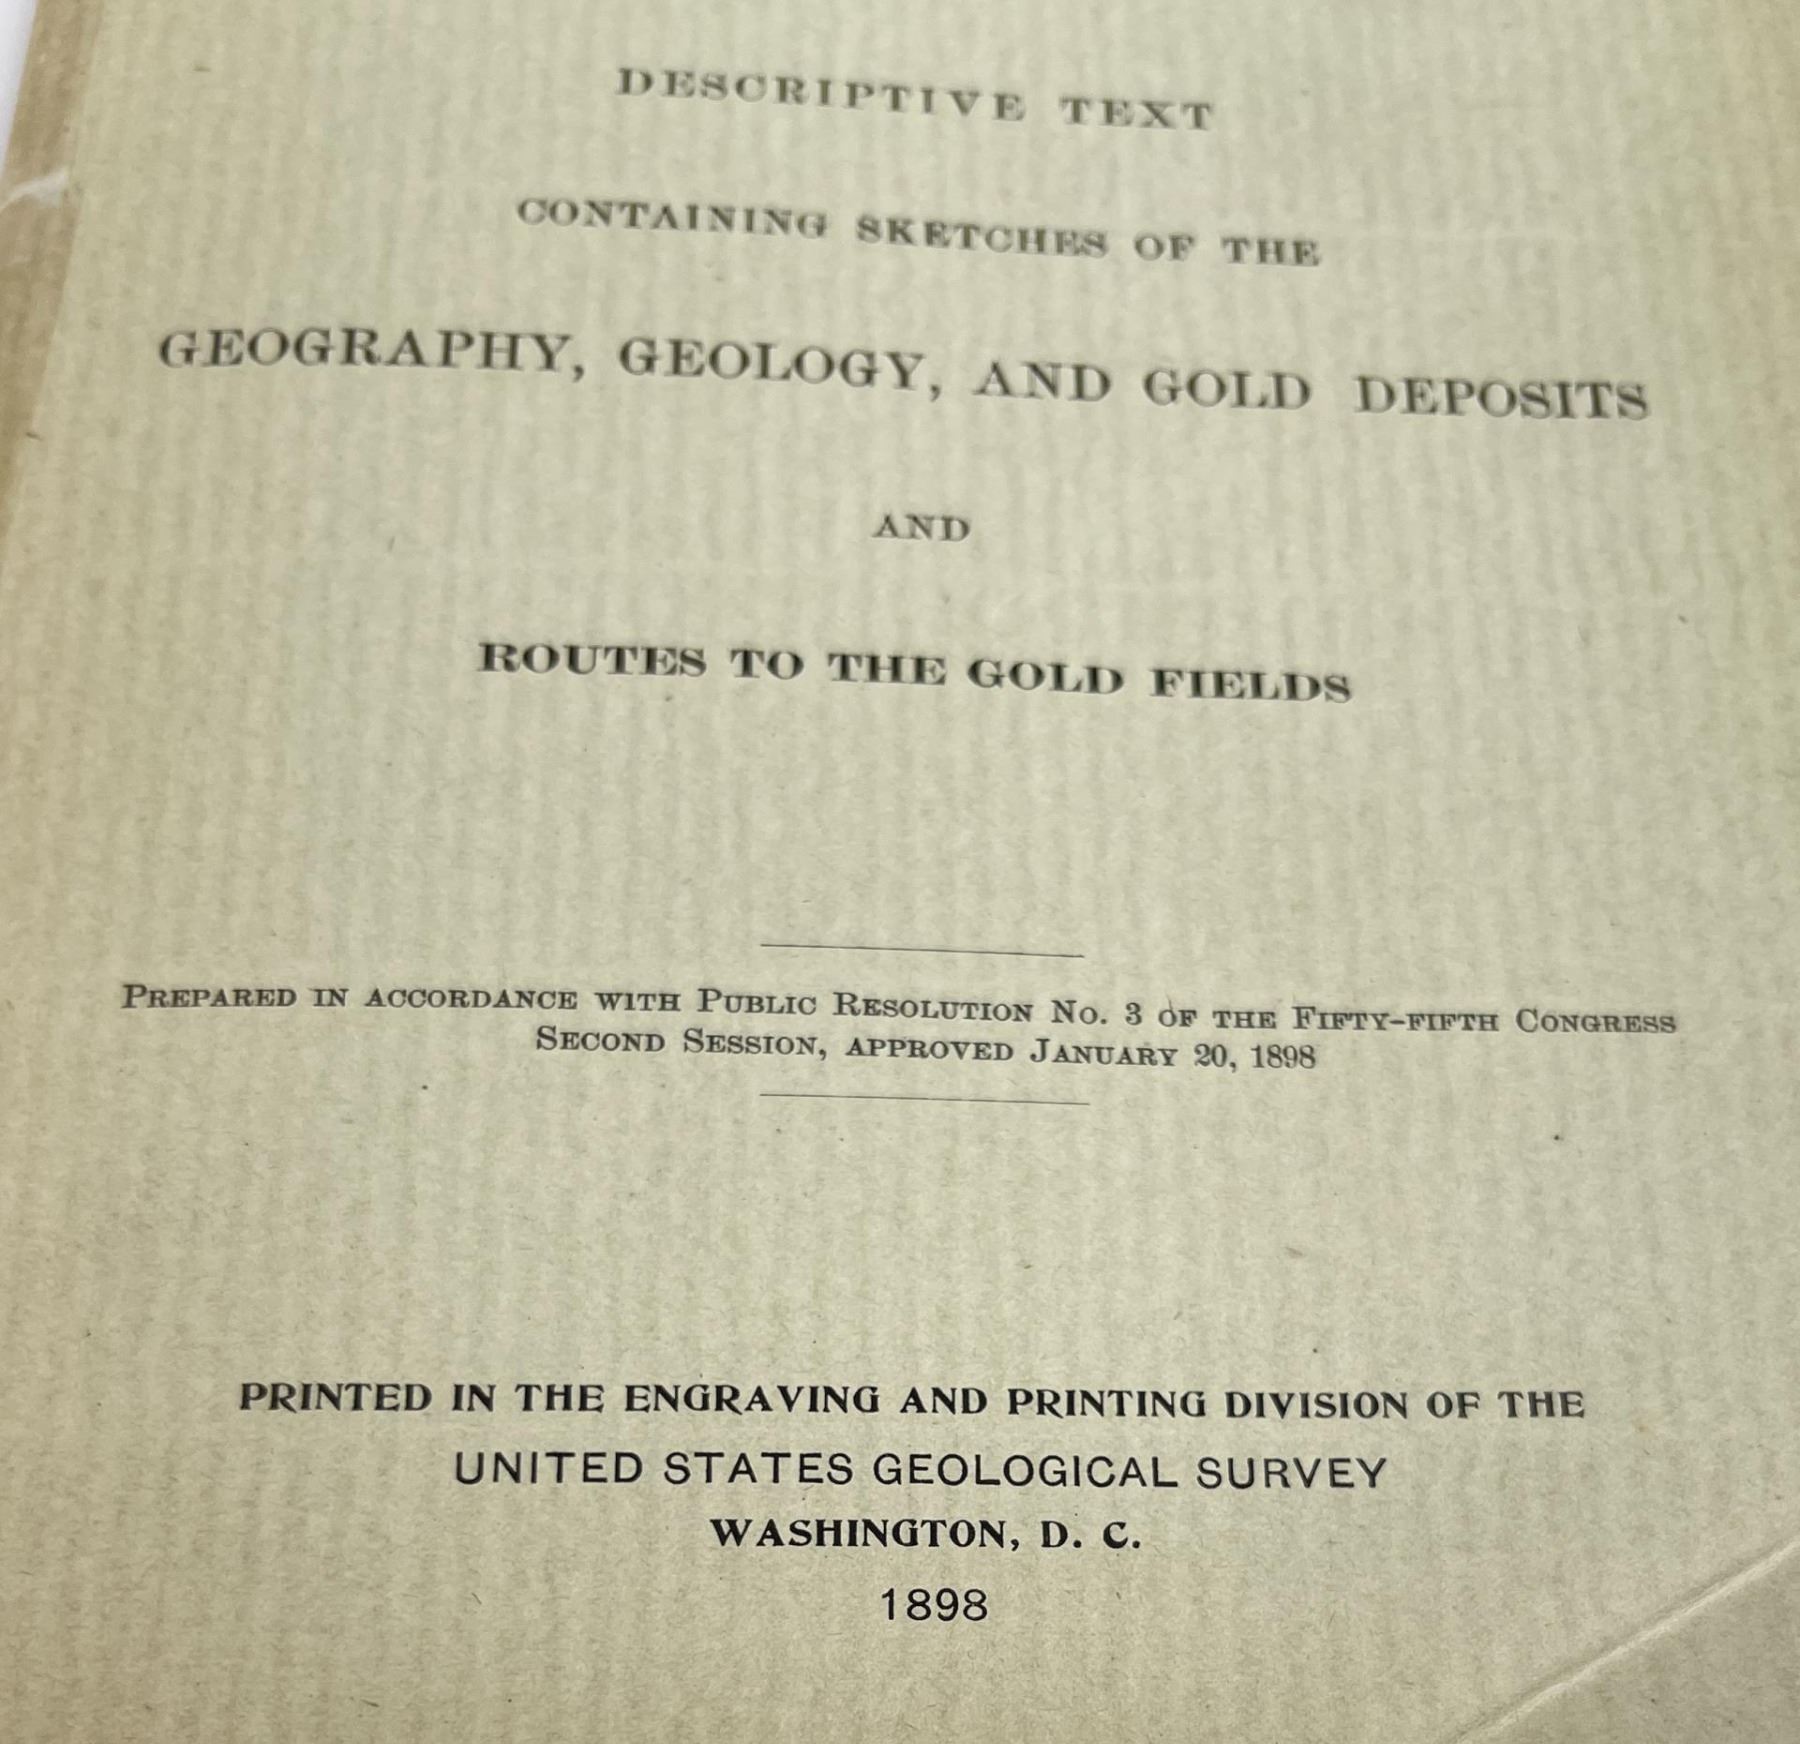 DESCRIPTIVE TEXT
CONTAINING SKETCHES OF THE
GEOGRAPHY, GEOLOGY, AND GOLD DEPOSITS
AND
ROUTES TO THE GOLD FIELDS
PREPARED IN ACCORDANCE WITH PUBLIC RESOLUTION NO. 3 OF THE FIFTY-FIFTH CONGRESS
SECOND SESSION, APPROVED JANUARY 20, 1898
PRINTED IN THE ENGRAVING AND PRINTING DIVISION OF THE
UNITED STATES GEOLOGICAL SURVEY
WASHINGTON, D. C.
1898